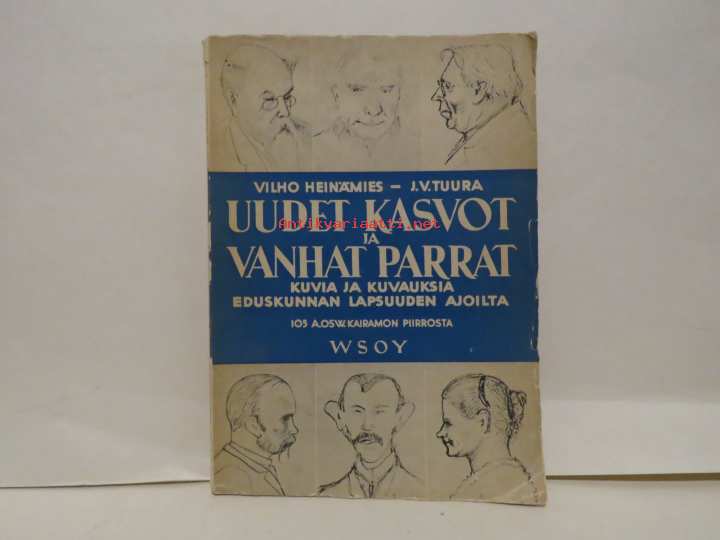 VILHO HEINÄMIES – J.V. TUURA
UUDET KASVOT
Antikvariaatti.net
JA
VANHAT PARRAT
KUVIA JA KUVAUKSIA
EDUSKUNNAN LAPSUUDEN AJOILTA
105 A.OSW. KAIRAMON PIIRROSTA
WSOY